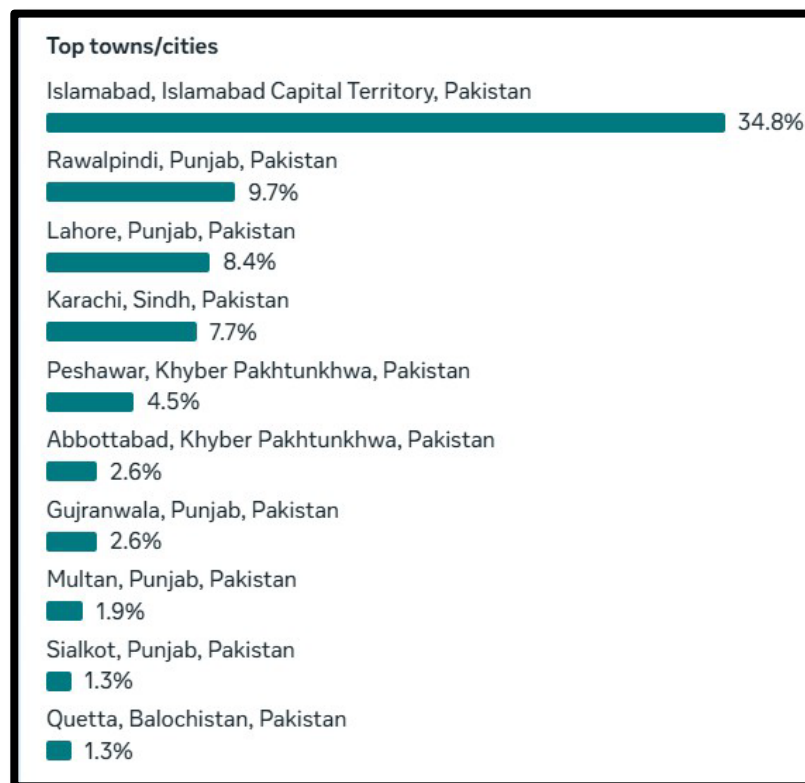 Top towns/cities
Islamabad, Islamabad Capital Territory, Pakistan
34.8%
Rawalpindi, Punjab, Pakistan
9.7%
Lahore, Punjab, Pakistan
8.4%
Karachi, Sindh, Pakistan
7.7%
Peshawar, Khyber Pakhtunkhwa, Pakistan
4.5%
Abbottabad, Khyber Pakhtunkhwa, Pakistan
2.6%
Gujranwala, Punjab, Pakistan
2.6%
Multan, Punjab, Pakistan
1.9%
Sialkot, Punjab, Pakistan
1.3%
Quetta, Balochistan, Pakistan
1.3%